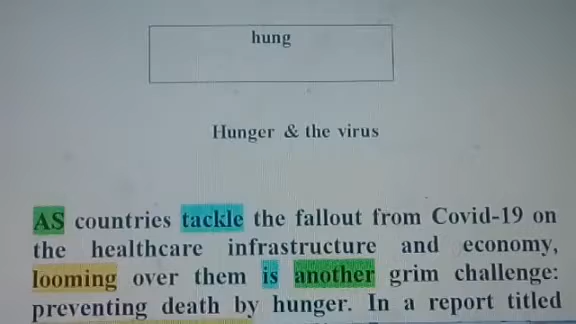 hung
Hunger & the virus
AS countries tackle the fallout from Covid-19 on
the healthcare infrastructure and economy,
looming over them is another grim challenge:
preventing death by hunger. In a report titled